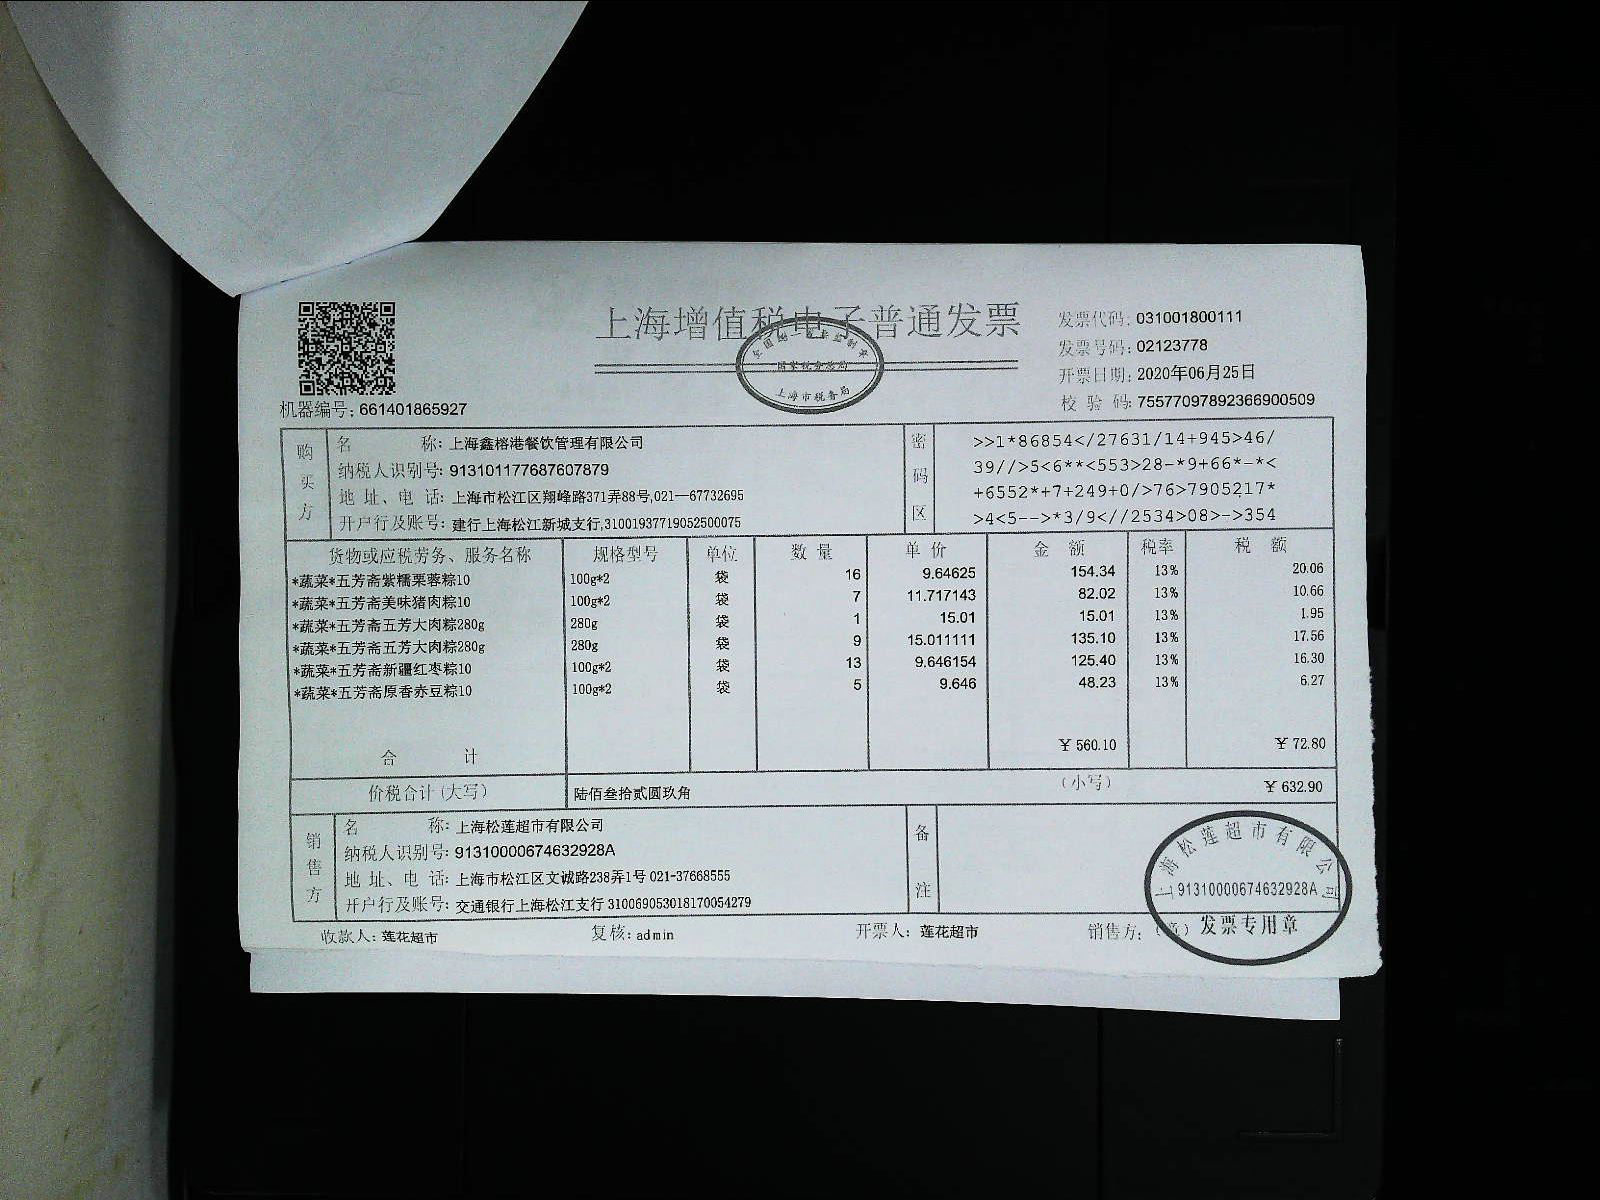 上海增值税电子普通发票
全国统一发票监制章
国家税务总局
上海市税务局
发票代码: 031001800111
发票号码: 02123778
开票日期: 2020年06月25日
校 验 码: 75577097892366900509
机器编号: 661401865927
购买方
名 称: 上海鑫榕港餐饮管理有限公司
纳税人识别号: 913101177687607879
地 址、电 话: 上海市松江区翔峰路371弄88号,021—67732695
开户行及账号: 建行上海松江新城支行,31001937719052500075
密码区
>>1*86854</27631/14+945>46/
39//>5<6**<553>28-*9+66*-*<
+6552*+7+249+0/>76>7905217*
>4<5-->*3/9<//2534>08>->354
货物或应税劳务、服务名称 规格型号 单位 数量 单价 金额 税率 税额
*蔬菜*五芳斋紫糯栗蓉粽10 100g*2 袋 16 9.64625 154.34 13% 20.06
*蔬菜*五芳斋美味猪肉粽10 100g*2 袋 7 11.717143 82.02 13% 10.66
*蔬菜*五芳斋五芳大肉粽280g 280g 袋 1 15.01 15.01 13% 1.95
*蔬菜*五芳斋五芳大肉粽280g 280g 袋 9 15.011111 135.10 13% 17.56
*蔬菜*五芳斋新疆红枣粽10 100g*2 袋 13 9.646154 125.40 13% 16.30
*蔬菜*五芳斋原香赤豆粽10 100g*2 袋 5 9.646 48.23 13% 6.27
合 计 ¥ 560.10 ¥ 72.80
价税合计(大写) 陆佰叁拾贰圆玖角 (小写) ¥ 632.90
销售方
名 称: 上海松莲超市有限公司
纳税人识别号: 91310000674632928A
地 址、电 话: 上海市松江区文诚路238弄1号 021-37668555
开户行及账号: 交通银行上海松江支行 310069053018170054279
备注
上海松莲超市有限公司
91310000674632928A
发票专用章
收款人: 莲花超市 复核: admin 开票人: 莲花超市 销售方: (章)